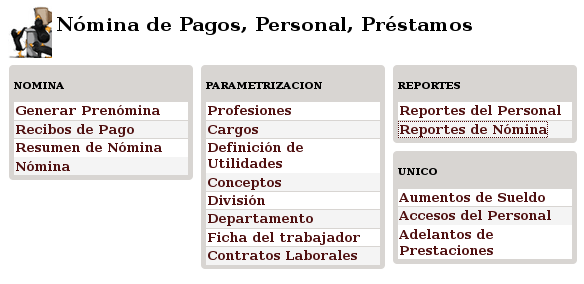 Nómina de Pagos, Personal, Préstamos
NOMINA
Generar Prenómina
Recibos de Pago
Resumen de Nómina
Nómina
PARAMETRIZACION
Profesiones
Cargos
Definición de
Utilidades
Conceptos
División
Departamento
Ficha del trabajador
Contratos Laborales
REPORTES
Reportes del Personal
Reportes de Nómina
UNICO
Aumentos de Sueldo
Accesos del Personal
Adelantos de
Prestaciones